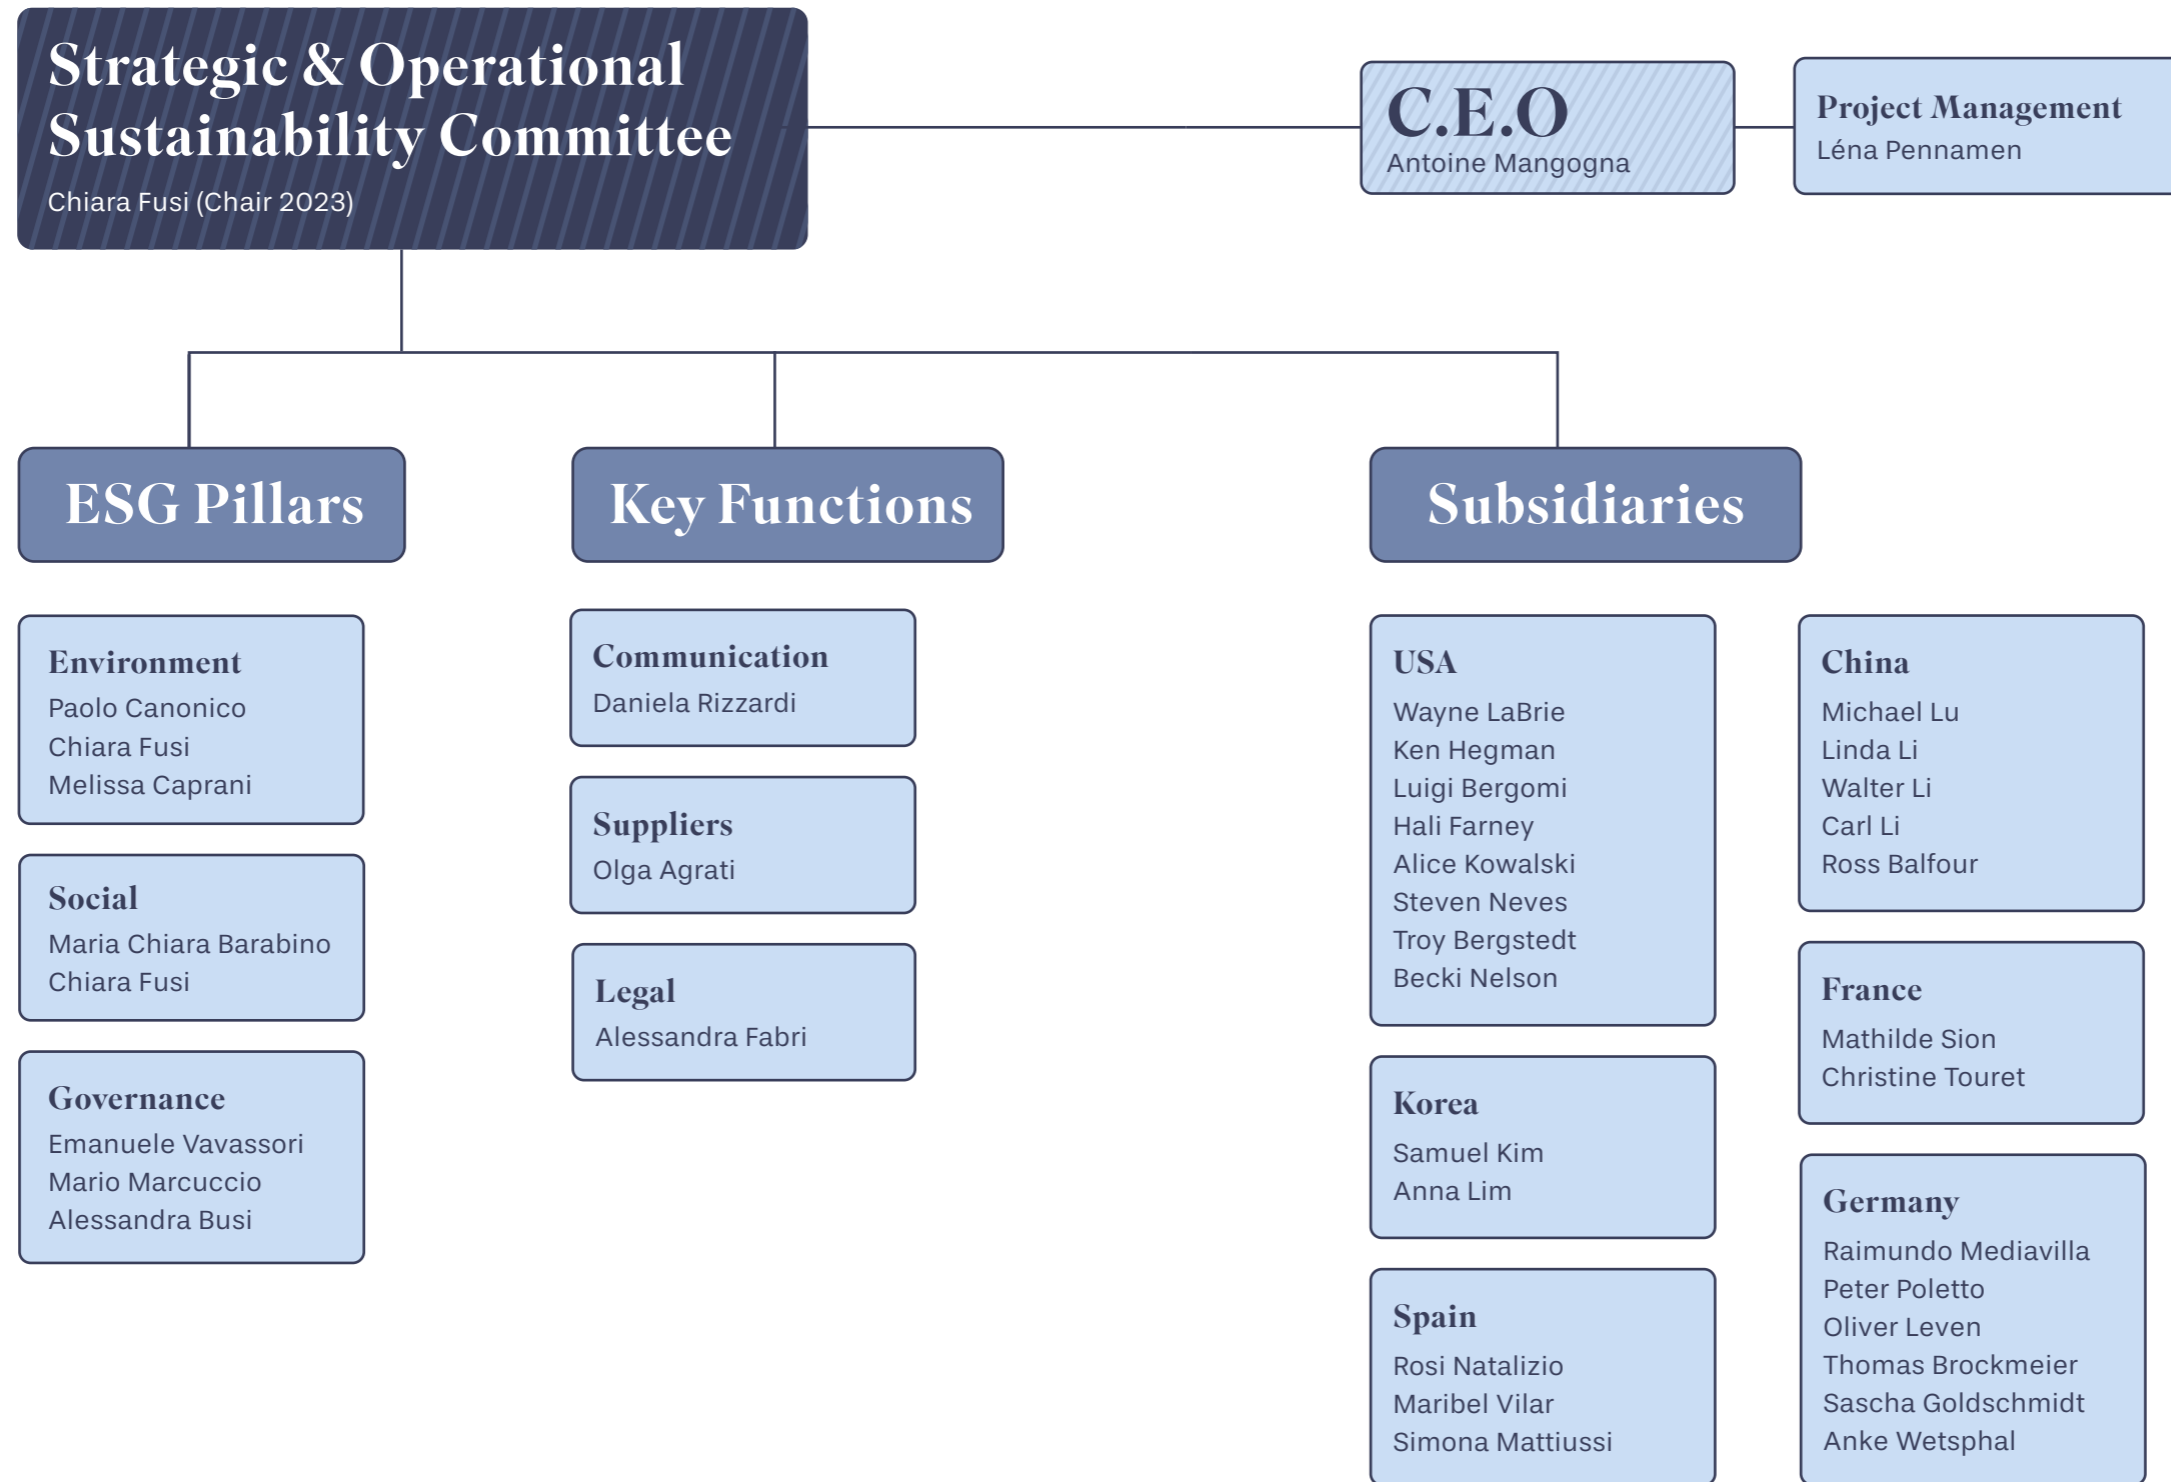 Strategic & Operational
Sustainability Committee
Chiara Fusi (Chair 2023)
C.E.O
Antoine Mangogna
Project Management
Léna Pennamen
ESG Pillars
Environment
Paolo Canonico
Chiara Fusi
Melissa Caprani
Social
Maria Chiara Barabino
Chiara Fusi
Governance
Emanuele Vavassori
Mario Marcuccio
Alessandra Busi
Key Functions
Communication
Daniela Rizzardi
Suppliers
Olga Agrati
Legal
Alessandra Fabri
Subsidiaries
USA
Wayne LaBrie
Ken Hegman
Luigi Bergomi
Hali Farney
Alice Kowalski
Steven Neves
Troy Bergstedt
Becki Nelson
Korea
Samuel Kim
Anna Lim
Spain
Rosi Natalizio
Maribel Vilar
Simona Mattiussi
China
Michael Lu
Linda Li
Walter Li
Carl Li
Ross Balfour
France
Mathilde Sion
Christine Touret
Germany
Raimundo Mediavilla
Peter Poletto
Oliver Leven
Thomas Brockmeier
Sascha Goldschmidt
Anke Wetsphal